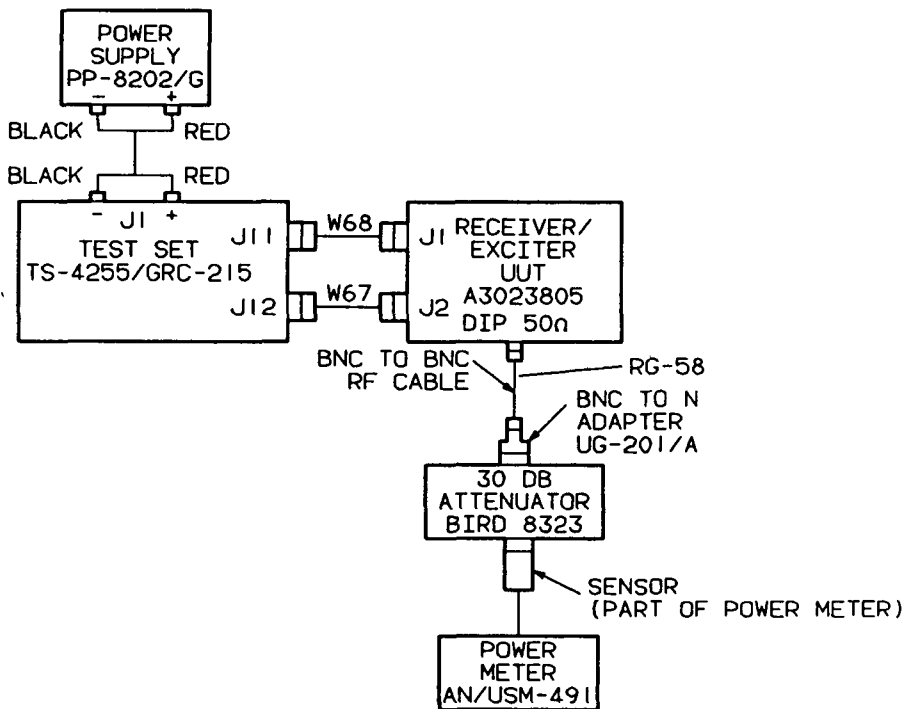 POWER
SUPPLY
PP-8202/G
- +
BLACK RED
BLACK RED
- J1 +
TEST SET
TS-4255/GRC-215
J11
J12
W68
W67
J1
J2
RECEIVER/
EXCITER
UUT
A3023805
DIP 50Ω
BNC TO BNC
RF CABLE
RG-58
BNC TO N
ADAPTER
UG-201/A
30 DB
ATTENUATOR
BIRD 8323
SENSOR
(PART OF POWER METER)
POWER
METER
AN/USM-491